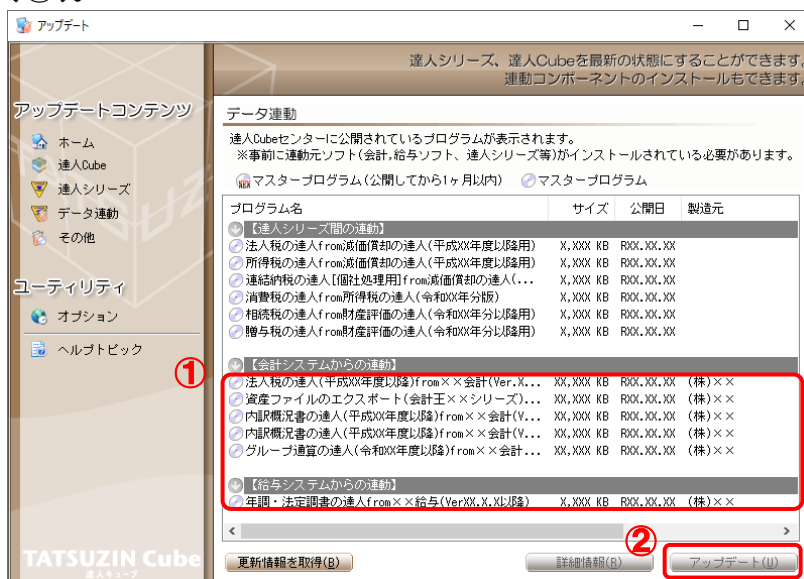 アップデート
達人シリーズ、達人Cubeを最新の状態にすることができます。
連動コンポーネントのインストールもできます。
アップデートコンテンツ
ホーム
達人Cube
達人シリーズ
データ連動
その他
ユーティリティ
オプション
ヘルプトピック
データ連動
達人Cubeセンターに公開されているプログラムが表示されます。
※事前に連動元ソフト(会計,給与ソフト、達人シリーズ等)がインストールされている必要があります。
マスタープログラム(公開してから1ヶ月以内) マスタープログラム
プログラム名 サイズ 公開日 製造元
【達人シリーズ間の連動】
法人税の達人from減価償却の達人(平成XX年度以降用) X,XXX KB RXX.XX.XX
所得税の達人from減価償却の達人(平成XX年度以降用) X,XXX KB RXX.XX.XX
連結納税の達人[個社処理用]from減価償却の達人(... X,XXX KB RXX.XX.XX
消費税の達人from所得税の達人(令和XX年分版) X,XXX KB RXX.XX.XX
相続税の達人from財産評価の達人(令和XX年分以降用) X,XXX KB RXX.XX.XX
贈与税の達人from財産評価の達人(令和XX年分以降用) X,XXX KB RXX.XX.XX
【会計システムからの連動】
①
法人税の達人(平成XX年度以降)from××会計(Ver.X... XX,XXX KB RXX.XX.XX (株)××
資産ファイルのエクスポート(会計王××シリーズ)... XX,XXX KB RXX.XX.XX (株)××
内訳概況書の達人(平成XX年度以降)from××会計(V... XX,XXX KB RXX.XX.XX (株)××
内訳概況書の達人(平成XX年度以降)from××会計(V... XX,XXX KB RXX.XX.XX (株)××
グループ通算の達人(令和XX年度以降)from××会計... XX,XXX KB RXX.XX.XX (株)××
【給与システムからの連動】
年調・法定調書の達人from××給与(VerXX.X.X以降) X,XXX KB RXX.XX.XX (株)××
②
更新情報を取得(B) 詳細情報(R) アップデート(U)
TATSUZIN Cube
達人キューブ